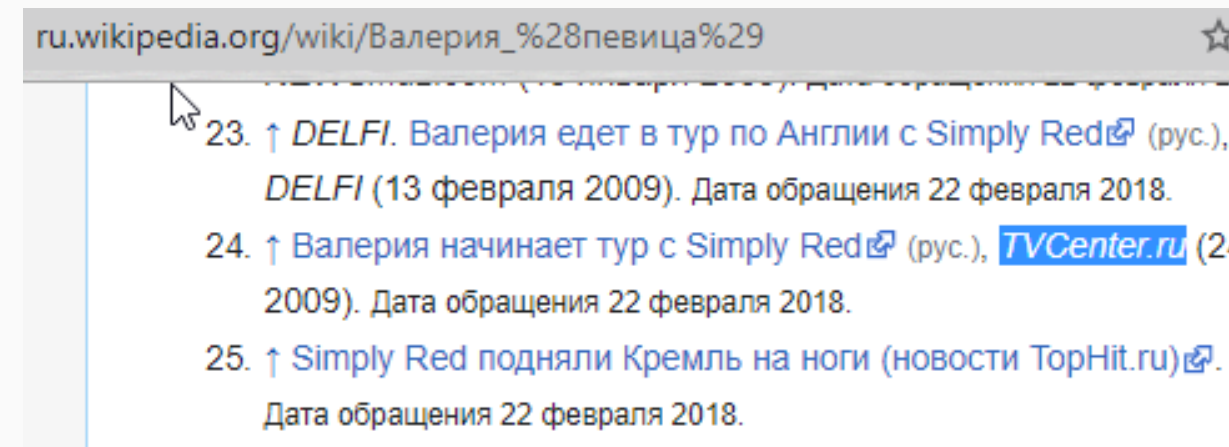 ru.wikipedia.org/wiki/Валерия_%28певица%29
23. ↑ DELFI. Валерия едет в тур по Англии с Simply Red (рус.),
DELFI (13 февраля 2009). Дата обращения 22 февраля 2018.
24. ↑ Валерия начинает тур с Simply Red (рус.), TVCenter.ru (24
2009). Дата обращения 22 февраля 2018.
25. ↑ Simply Red подняли Кремль на ноги (новости TopHit.ru).
Дата обращения 22 февраля 2018.